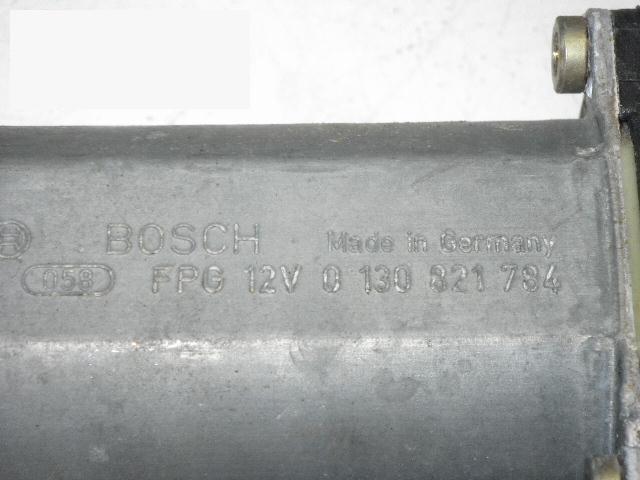 BOSCH Made in Germany
058 FPG 12V 0 130 821 784